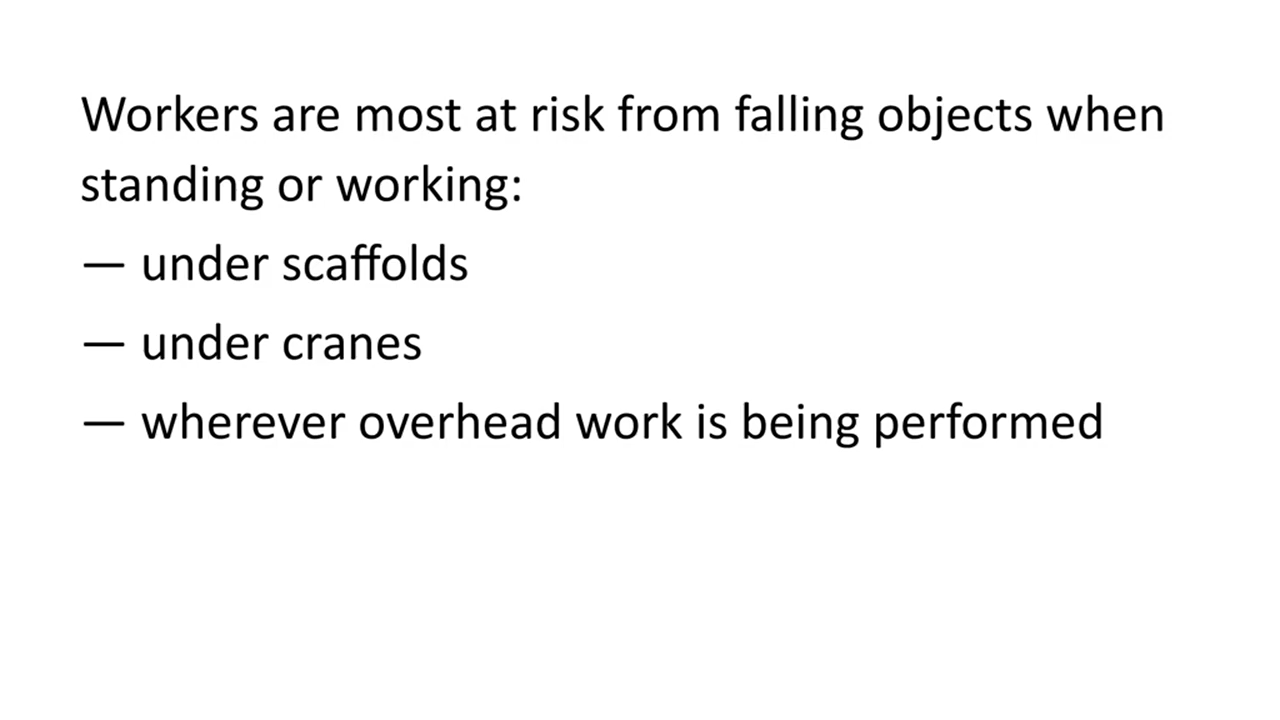 Workers are most at risk from falling objects when
standing or working:
— under scaffolds
— under cranes
— wherever overhead work is being performed